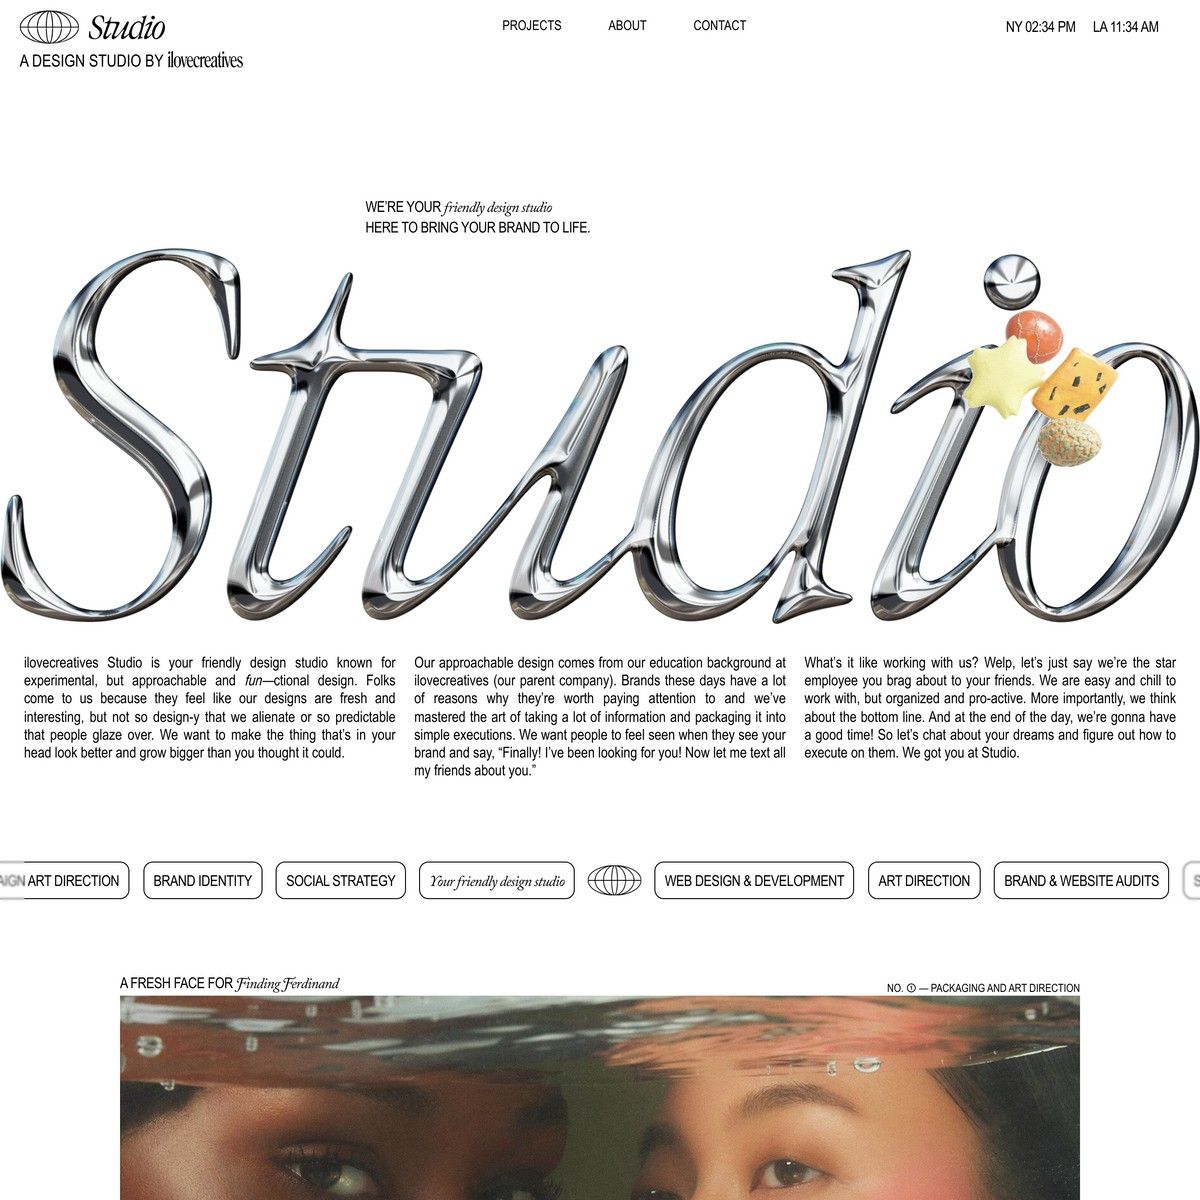 Studio
A DESIGN STUDIO BY ilovecreatives
PROJECTS ABOUT CONTACT
NY 02:34 PM LA 11:34 AM
WE'RE YOUR friendly design studio
HERE TO BRING YOUR BRAND TO LIFE.
Studio
ilovecreatives Studio is your friendly design studio known for
experimental, but approachable and fun—ctional design. Folks
come to us because they feel like our designs are fresh and
interesting, but not so design-y that we alienate or so predictable
that people glaze over. We want to make the thing that's in your
head look better and grow bigger than you thought it could.
Our approachable design comes from our education background at
ilovecreatives (our parent company). Brands these days have a lot
of reasons why they're worth paying attention to and we've
mastered the art of taking a lot of information and packaging it into
simple executions. We want people to feel seen when they see your
brand and say, “Finally! I've been looking for you! Now let me text all
my friends about you.”
What's it like working with us? Welp, let's just say we're the star
employee you brag about to your friends. We are easy and chill to
work with, but organized and pro-active. More importantly, we think
about the bottom line. And at the end of the day, we're gonna have
a good time! So let's chat about your dreams and figure out how to
execute on them. We got you at Studio.
ART DIRECTION
BRAND IDENTITY
SOCIAL STRATEGY
Your friendly design studio
WEB DESIGN & DEVELOPMENT
ART DIRECTION
BRAND & WEBSITE AUDITS
A FRESH FACE FOR Finding Ferdinand
NO. ① — PACKAGING AND ART DIRECTION